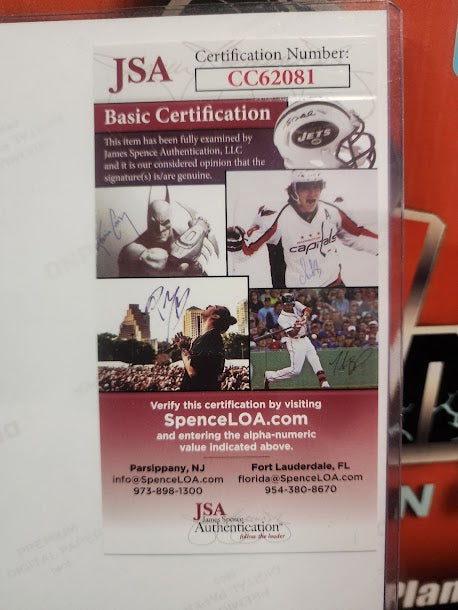 JSA
Certification Number:
CC62081
Basic Certification
This item has been fully examined by
James Spence Authentication, LLC
and it is our considered opinion that the
signature(s) is/are genuine.
JETS
capitals
Verify this certification by visiting
SpenceLOA.com
and entering the alpha-numeric
value indicated above.
Parsippany, NJ
info@SpenceLOA.com
973-898-1300
Fort Lauderdale, FL
florida@SpenceLOA.com
954-380-8670
JSA
James Spence
Authentication
follow the leader
N
lan